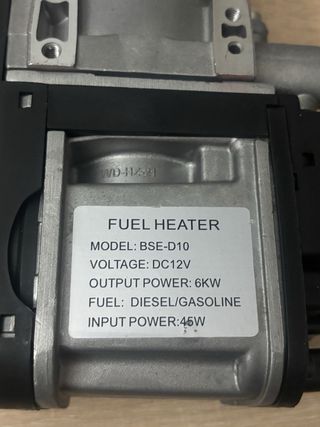 FUEL HEATER
MODEL: BSE-D10
VOLTAGE: DC12V
OUTPUT POWER: 6KW
FUEL: DIESEL/GASOLINE
INPUT POWER:45W